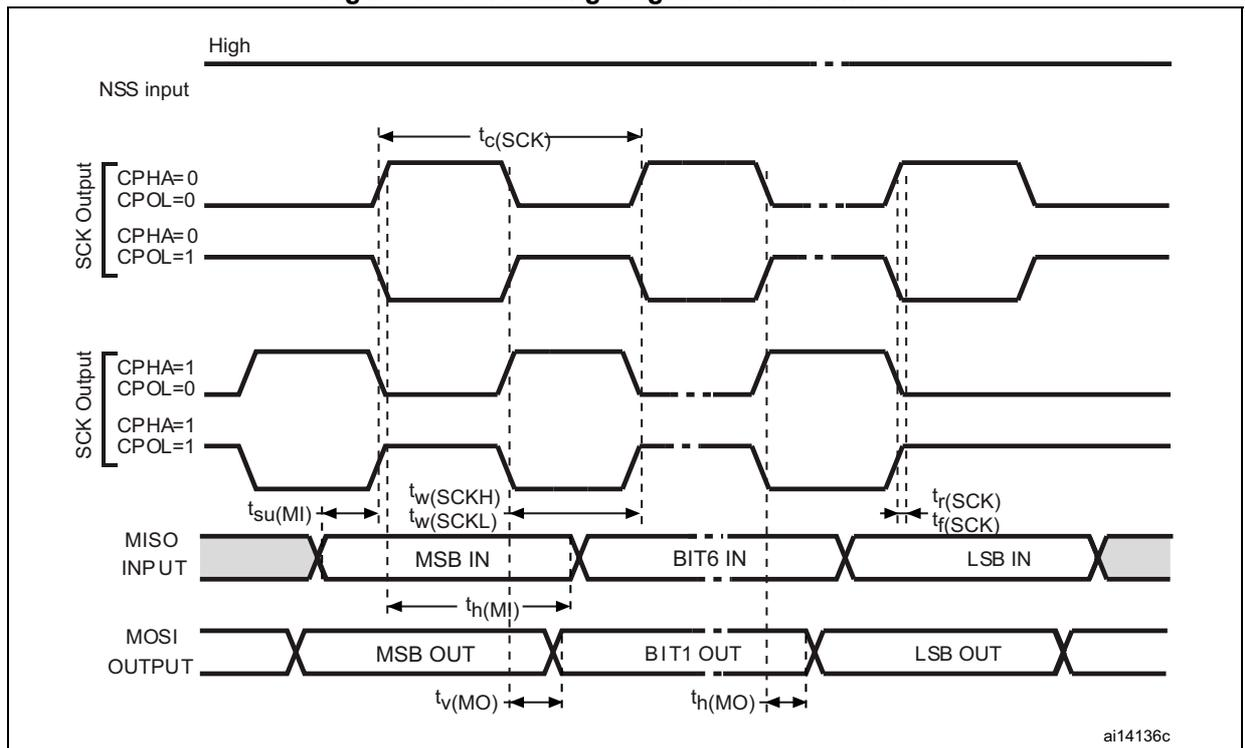 High
NSS input
tc(SCK)
SCK Output
CPHA=0
CPOL=0
CPHA=0
CPOL=1
SCK Output
CPHA=1
CPOL=0
CPHA=1
CPOL=1
tsu(MI)
tw(SCKH)
tw(SCKL)
tr(SCK)
tf(SCK)
MISO
INPUT
MSB IN
BIT6 IN
LSB IN
th(MI)
MOSI
OUTPUT
MSB OUT
BIT1 OUT
LSB OUT
tv(MO)
th(MO)
ai14136c